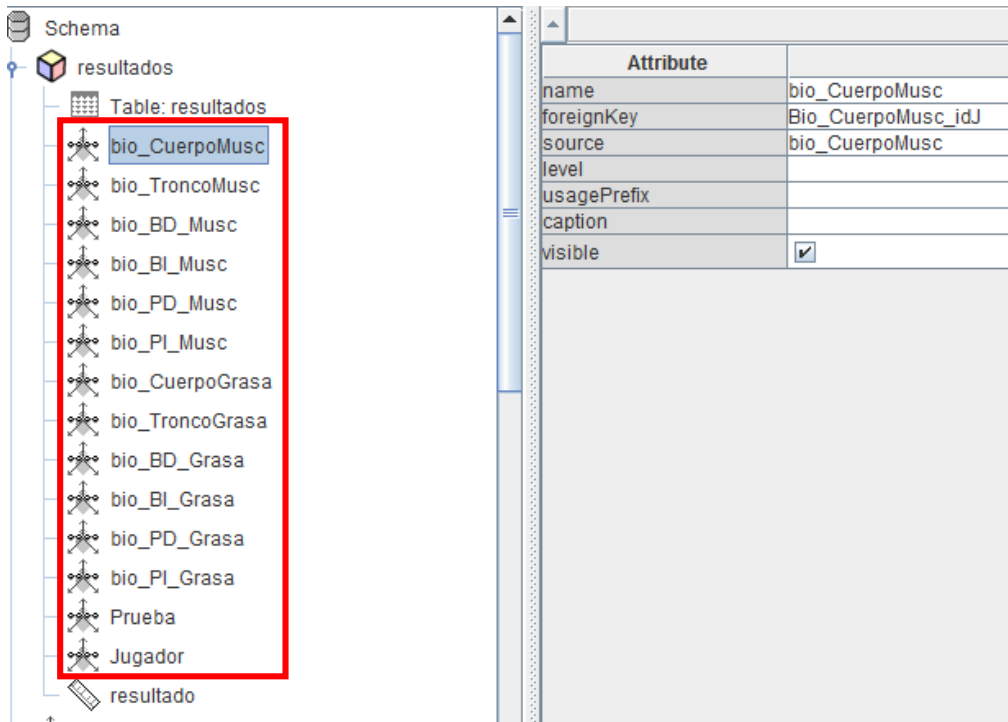 Schema
resultados
Table: resultados
bio_CuerpoMusc
bio_TroncoMusc
bio_BD_Musc
bio_BI_Musc
bio_PD_Musc
bio_PI_Musc
bio_CuerpoGrasa
bio_TroncoGrasa
bio_BD_Grasa
bio_BI_Grasa
bio_PD_Grasa
bio_PI_Grasa
Prueba
Jugador
resultado
Attribute
name bio_CuerpoMusc
foreignKey Bio_CuerpoMusc_idJ
source bio_CuerpoMusc
level
usagePrefix
caption
visible